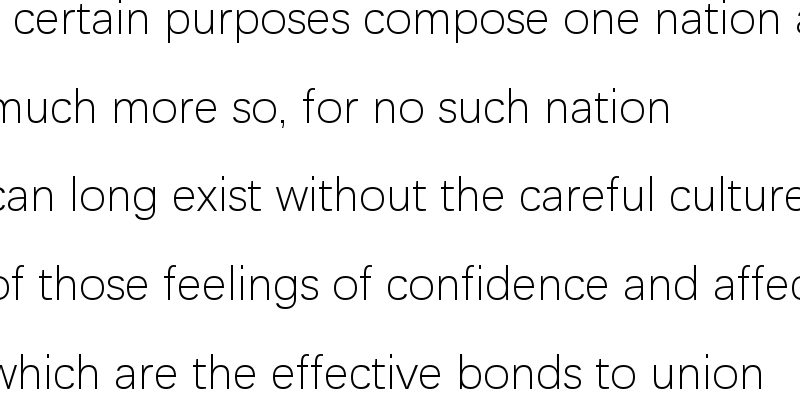 certain purposes compose one nation
much more so, for no such nation
can long exist without the careful culture
of those feelings of confidence and affec
which are the effective bonds to union